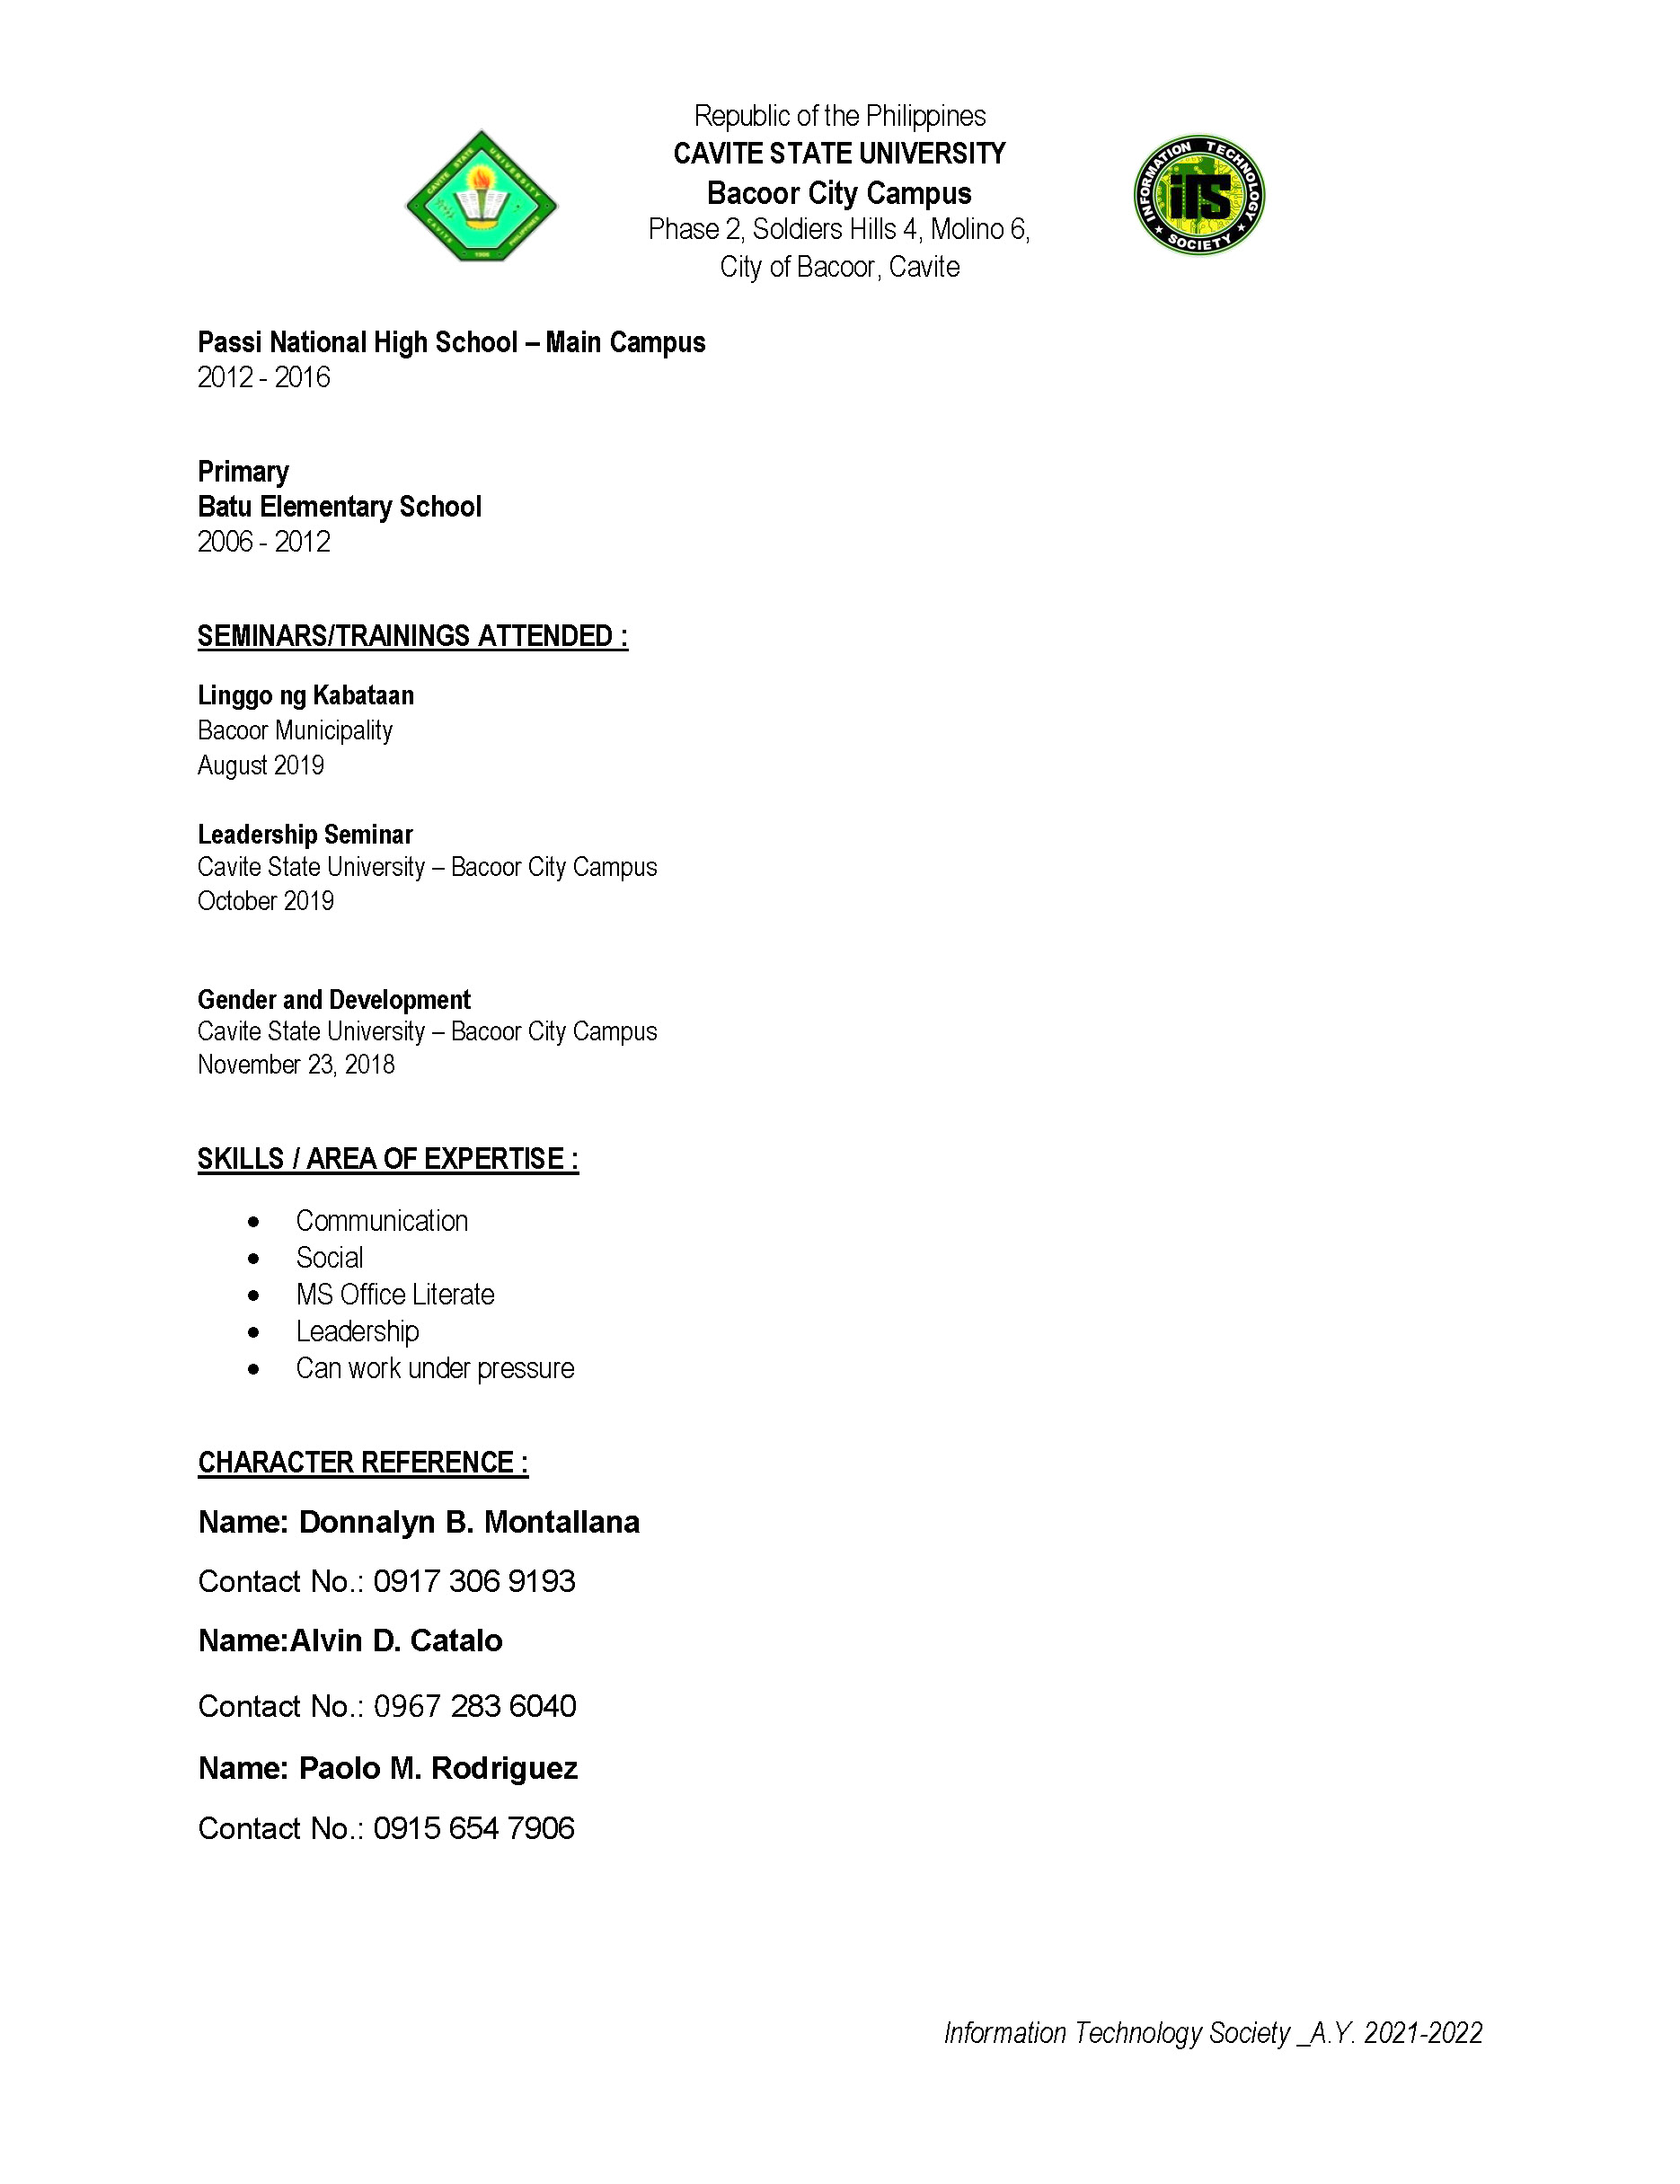 Republic of the Philippines
CAVITE STATE UNIVERSITY
Bacoor City Campus
Phase 2, Soldiers Hills 4, Molino 6,
City of Bacoor, Cavite
CAVITE STATE UNIVERSITY
CAVITE PHILIPPINES
1906
INFORMATION TECHNOLOGY
iTS
SOCIETY
Passi National High School – Main Campus
2012 - 2016
Primary
Batu Elementary School
2006 - 2012
SEMINARS/TRAININGS ATTENDED :
Linggo ng Kabataan
Bacoor Municipality
August 2019
Leadership Seminar
Cavite State University – Bacoor City Campus
October 2019
Gender and Development
Cavite State University – Bacoor City Campus
November 23, 2018
SKILLS / AREA OF EXPERTISE :
• Communication
• Social
• MS Office Literate
• Leadership
• Can work under pressure
CHARACTER REFERENCE :
Name: Donnalyn B. Montallana
Contact No.: 0917 306 9193
Name:Alvin D. Catalo
Contact No.: 0967 283 6040
Name: Paolo M. Rodriguez
Contact No.: 0915 654 7906
Information Technology Society _A.Y. 2021-2022